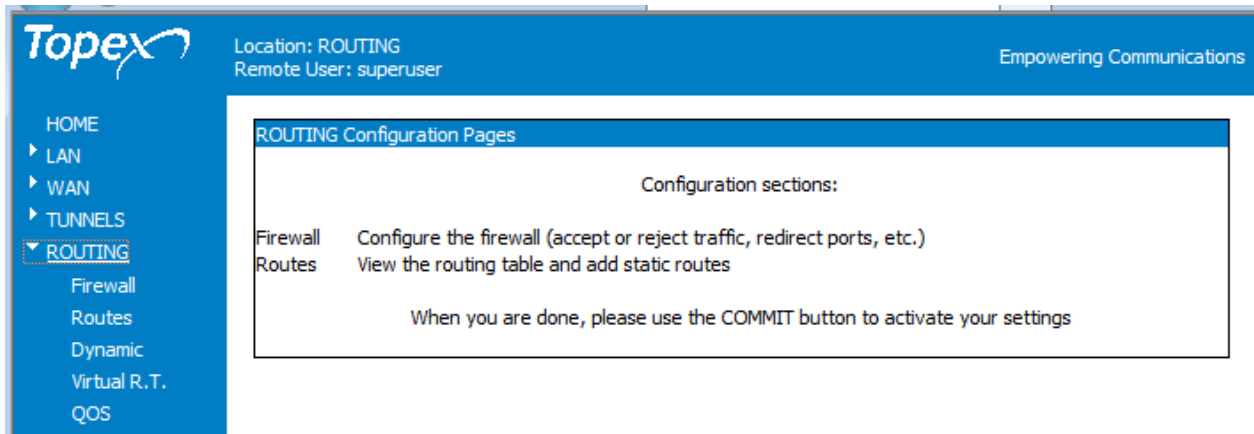 Topex
Location: ROUTING
Remote User: superuser
Empowering Communications
HOME
LAN
WAN
TUNNELS
ROUTING
Firewall
Routes
Dynamic
Virtual R.T.
QOS
ROUTING Configuration Pages
Configuration sections:
Firewall Configure the firewall (accept or reject traffic, redirect ports, etc.)
Routes View the routing table and add static routes
When you are done, please use the COMMIT button to activate your settings